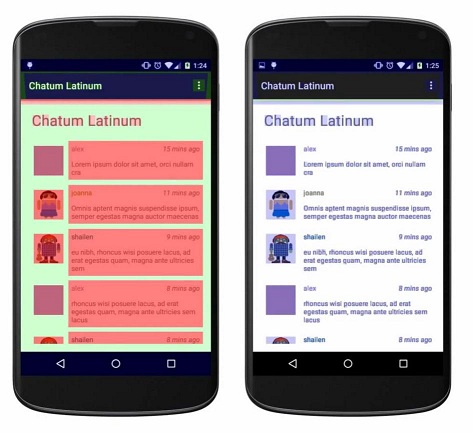 1:24
Chatum Latinum
Chatum Latinum
alex 15 mins ago
Lorem ipsum dolor sit amet, orci nullam
cra
joanna 11 mins ago
Omnis aptent magnis suspendisse ipsum,
semper egestas magna auctor maecenas
shailen 9 mins ago
eu nibh, rhoncus wisi posuere lacus, ad
erat egestas quam, magna ante ultricies
sem
alex 8 mins ago
rhoncus wisi posuere lacus, ad erat
egestas quam, magna ante ultricies sem
lacus
shailen 8 mins ago
1:25
Chatum Latinum
Chatum Latinum
alex 15 mins ago
Lorem ipsum dolor sit amet, orci nullam
cra
joanna 11 mins ago
Omnis aptent magnis suspendisse ipsum,
semper egestas magna auctor maecenas
shailen 9 mins ago
eu nibh, rhoncus wisi posuere lacus, ad
erat egestas quam, magna ante ultricies
sem
alex 8 mins ago
rhoncus wisi posuere lacus, ad erat
egestas quam, magna ante ultricies sem
lacus
shailen 8 mins ago